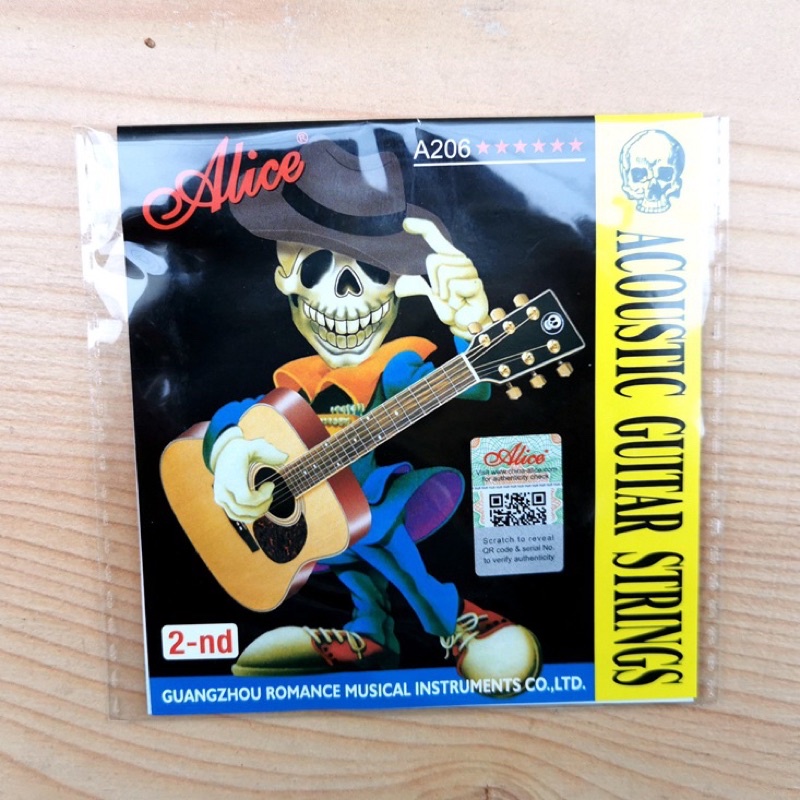 Alice®
A206 ★★★★★★
ACOUSTIC GUITAR STRINGS
Alice®
Visit www.china-alice.com
for authenticity check
Scratch to reveal
QR code & serial No.
to verify authenticity
2-nd
GUANGZHOU ROMANCE MUSICAL INSTRUMENTS CO.,LTD.